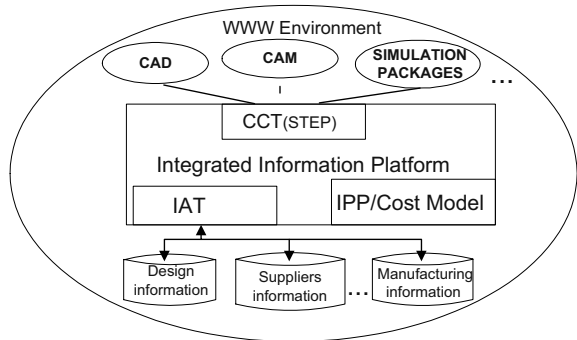 WWW Environment
CAD
CAM
SIMULATION
PACKAGES
...
CCT(STEP)
Integrated Information Platform
IAT
IPP/Cost Model
Design
information
Suppliers
information
...
Manufacturing
information